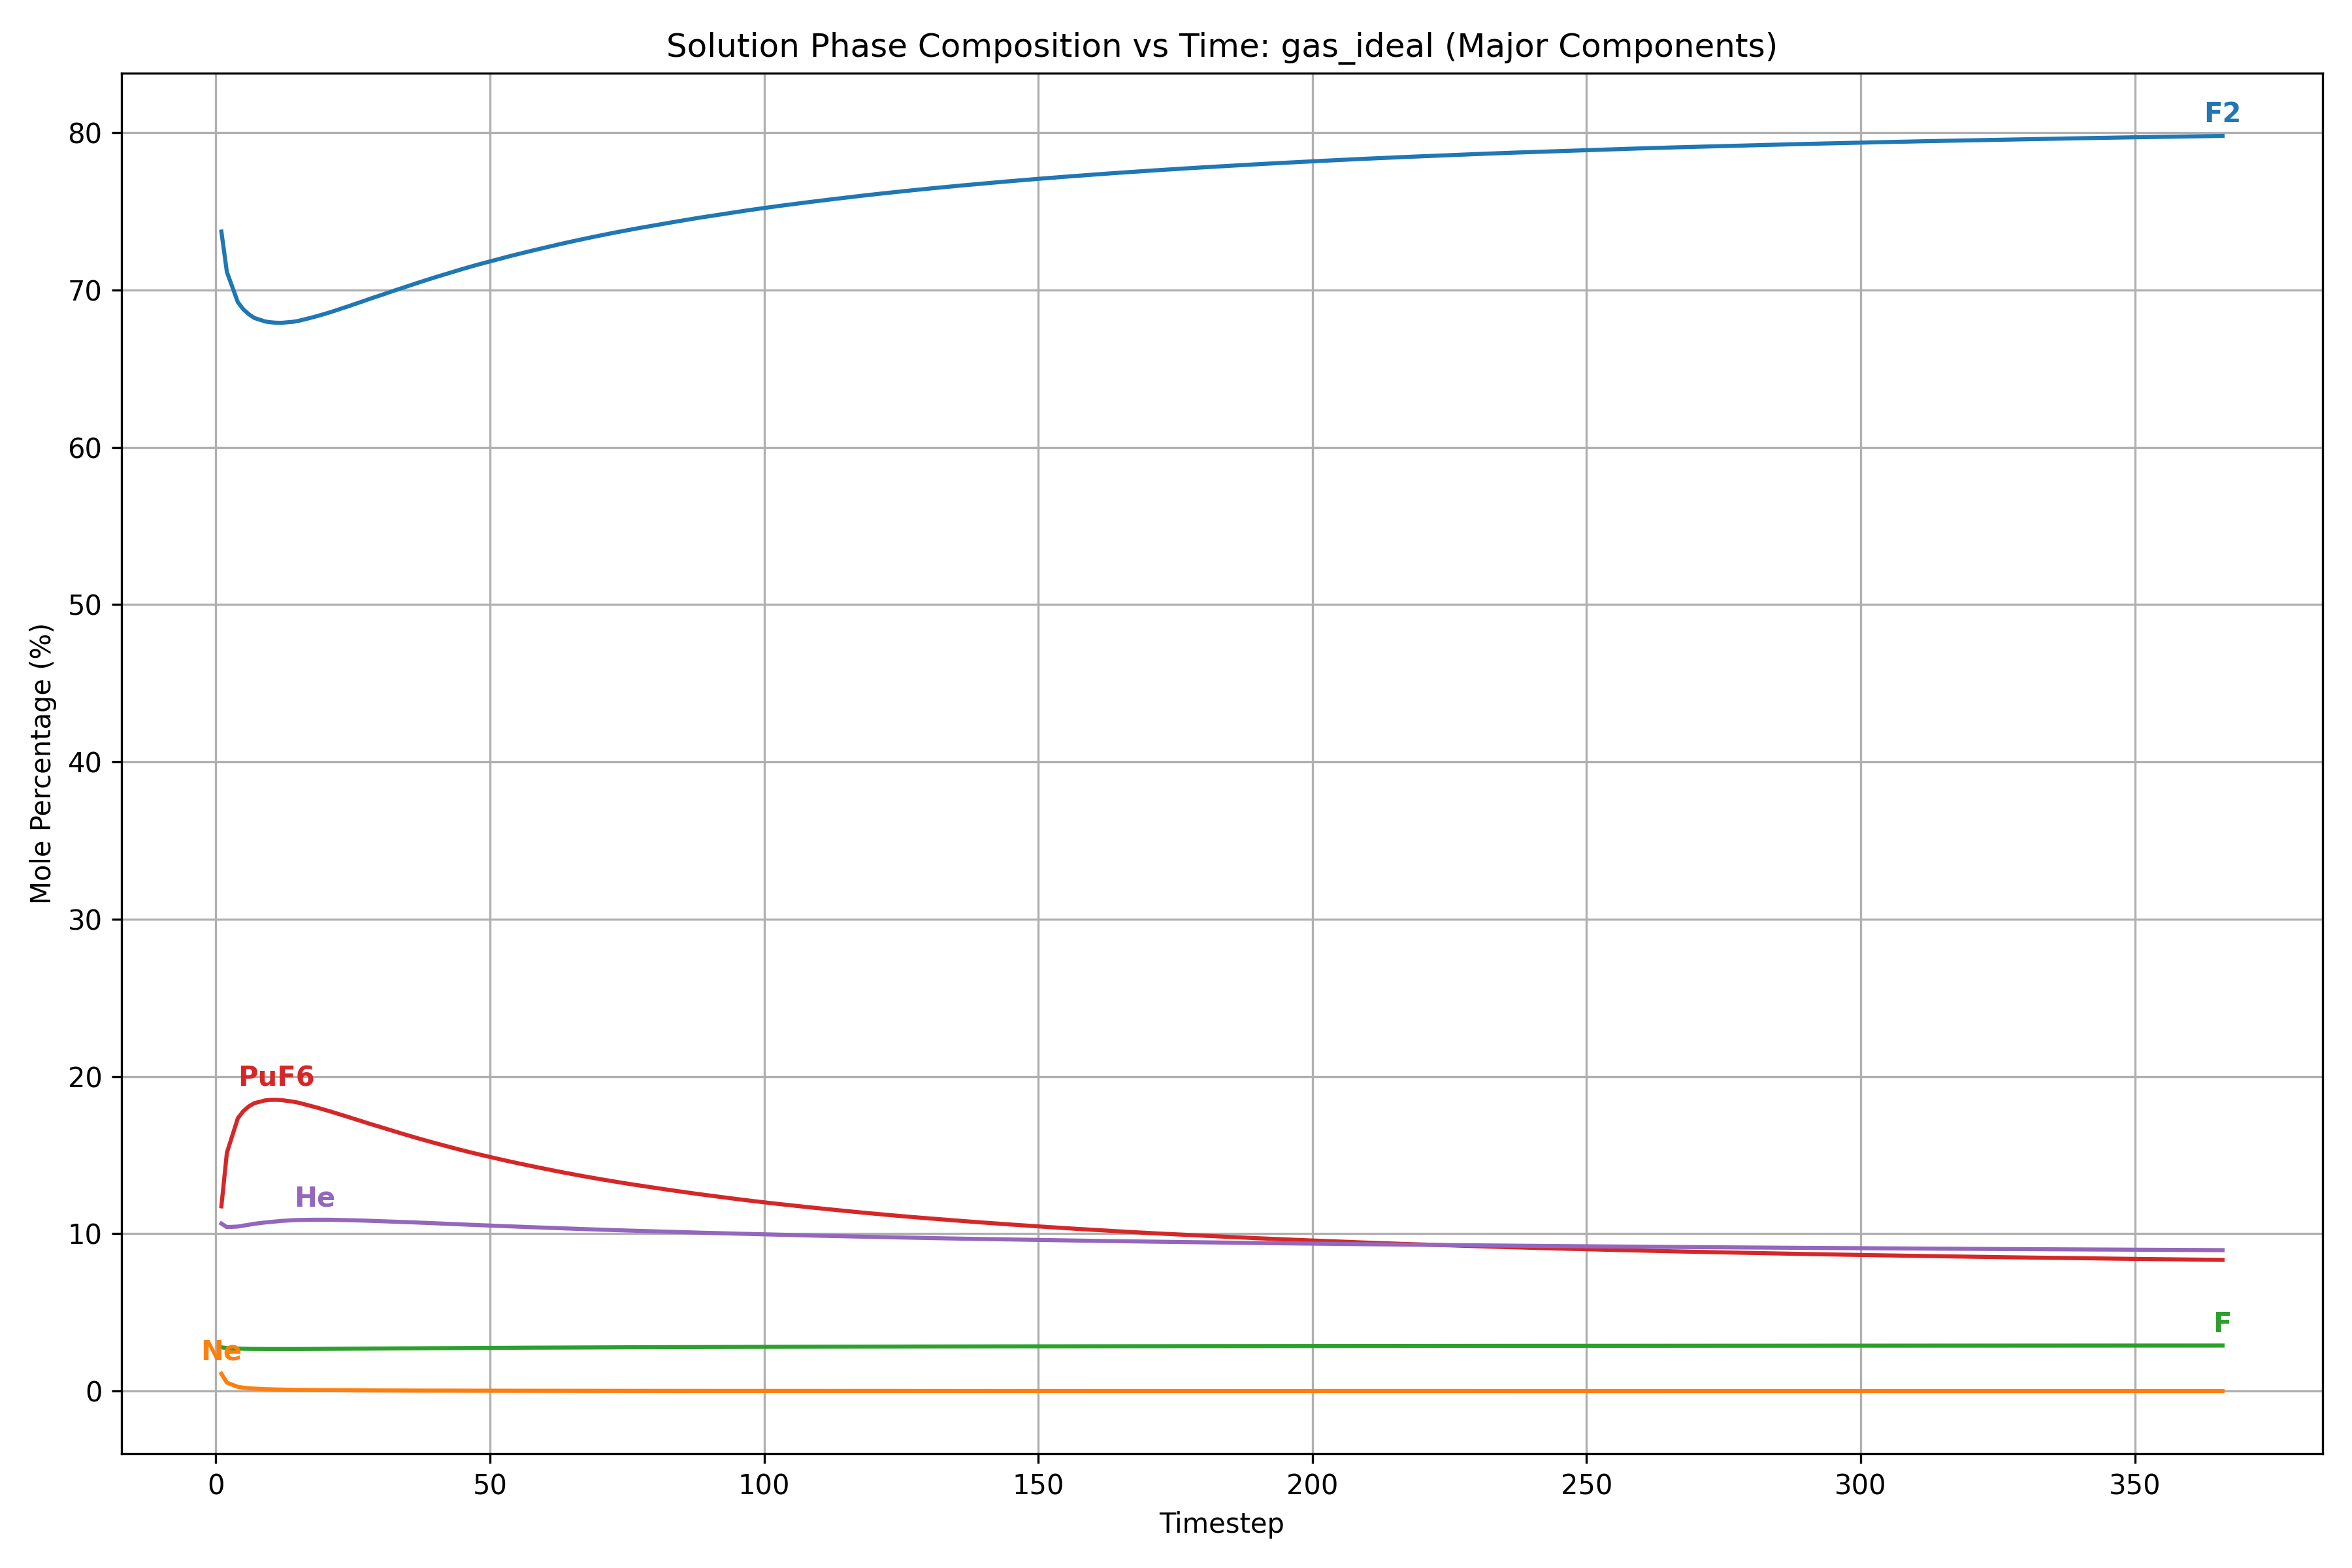 Solution Phase Composition vs Time: gas_ideal (Major Components)
F2
80
70
60
50
40
30
20
10
0
Mole Percentage (%)
PuF6
He
Ne
F
0 50 100 150 200 250 300 350
Timestep